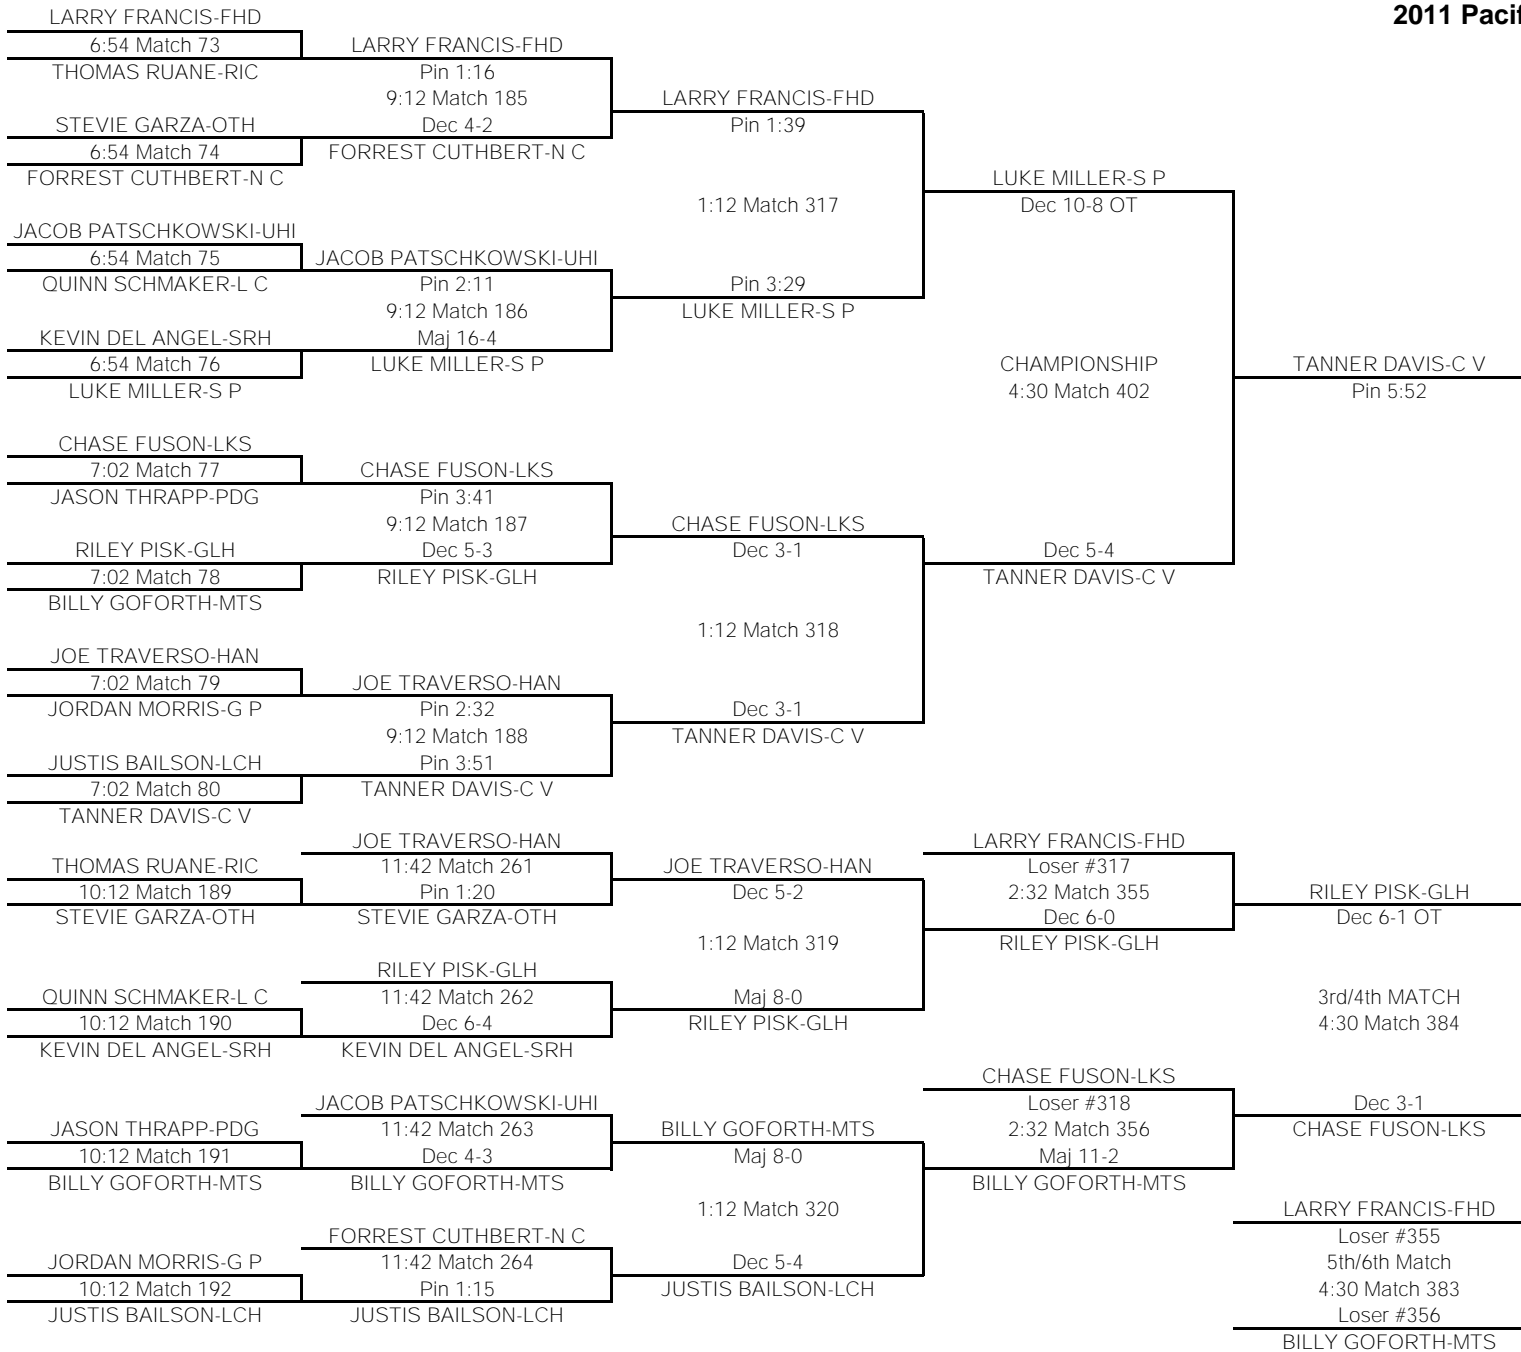 2011 Pacif
LARRY FRANCIS-FHD
6:54 Match 73
LARRY FRANCIS-FHD
THOMAS RUANE-RIC
Pin 1:16
9:12 Match 185
LARRY FRANCIS-FHD
STEVIE GARZA-OTH
Dec 4-2
Pin 1:39
6:54 Match 74
FORREST CUTHBERT-N C
FORREST CUTHBERT-N C
LUKE MILLER-S P
1:12 Match 317
Dec 10-8 OT
JACOB PATSCHKOWSKI-UHI
6:54 Match 75
JACOB PATSCHKOWSKI-UHI
QUINN SCHMAKER-L C
Pin 2:11
Pin 3:29
9:12 Match 186
LUKE MILLER-S P
KEVIN DEL ANGEL-SRH
Maj 16-4
6:54 Match 76
LUKE MILLER-S P
CHAMPIONSHIP
TANNER DAVIS-C V
LUKE MILLER-S P
4:30 Match 402
Pin 5:52
CHASE FUSON-LKS
7:02 Match 77
CHASE FUSON-LKS
JASON THRAPP-PDG
Pin 3:41
9:12 Match 187
CHASE FUSON-LKS
RILEY PISK-GLH
Dec 5-3
Dec 3-1
Dec 5-4
7:02 Match 78
RILEY PISK-GLH
TANNER DAVIS-C V
BILLY GOFORTH-MTS
1:12 Match 318
JOE TRAVERSO-HAN
7:02 Match 79
JOE TRAVERSO-HAN
JORDAN MORRIS-G P
Pin 2:32
Dec 3-1
9:12 Match 188
TANNER DAVIS-C V
JUSTIS BAILSON-LCH
Pin 3:51
7:02 Match 80
TANNER DAVIS-C V
TANNER DAVIS-C V
JOE TRAVERSO-HAN
LARRY FRANCIS-FHD
THOMAS RUANE-RIC
11:42 Match 261
JOE TRAVERSO-HAN
Loser #317
10:12 Match 189
Pin 1:20
Dec 5-2
2:32 Match 355
RILEY PISK-GLH
STEVIE GARZA-OTH
STEVIE GARZA-OTH
Dec 6-0
Dec 6-1 OT
1:12 Match 319
RILEY PISK-GLH
RILEY PISK-GLH
QUINN SCHMAKER-L C
11:42 Match 262
Maj 8-0
3rd/4th MATCH
10:12 Match 190
Dec 6-4
RILEY PISK-GLH
4:30 Match 384
KEVIN DEL ANGEL-SRH
KEVIN DEL ANGEL-SRH
CHASE FUSON-LKS
JACOB PATSCHKOWSKI-UHI
Loser #318
Dec 3-1
JASON THRAPP-PDG
11:42 Match 263
BILLY GOFORTH-MTS
2:32 Match 356
CHASE FUSON-LKS
10:12 Match 191
Dec 4-3
Maj 8-0
Maj 11-2
BILLY GOFORTH-MTS
BILLY GOFORTH-MTS
BILLY GOFORTH-MTS
1:12 Match 320
LARRY FRANCIS-FHD
FORREST CUTHBERT-N C
Loser #355
JORDAN MORRIS-G P
11:42 Match 264
Dec 5-4
5th/6th Match
10:12 Match 192
Pin 1:15
JUSTIS BAILSON-LCH
4:30 Match 383
JUSTIS BAILSON-LCH
JUSTIS BAILSON-LCH
Loser #356
BILLY GOFORTH-MTS